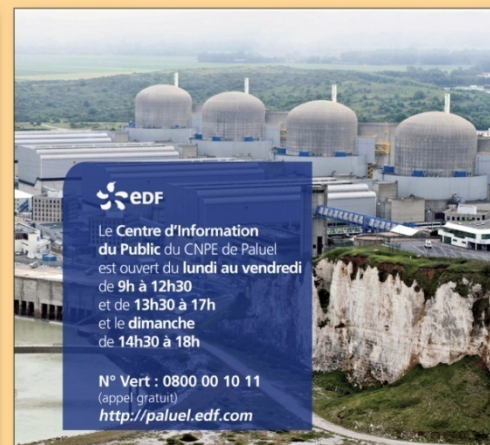 eDF
Le Centre d'Information
du Public du CNPE de Paluel
est ouvert du lundi au vendredi
de 9h à 12h30
et de 13h30 à 17h
et le dimanche
de 14h30 à 18h
N° Vert : 0800 00 10 11
(appel gratuit)
http://paluel.edf.com